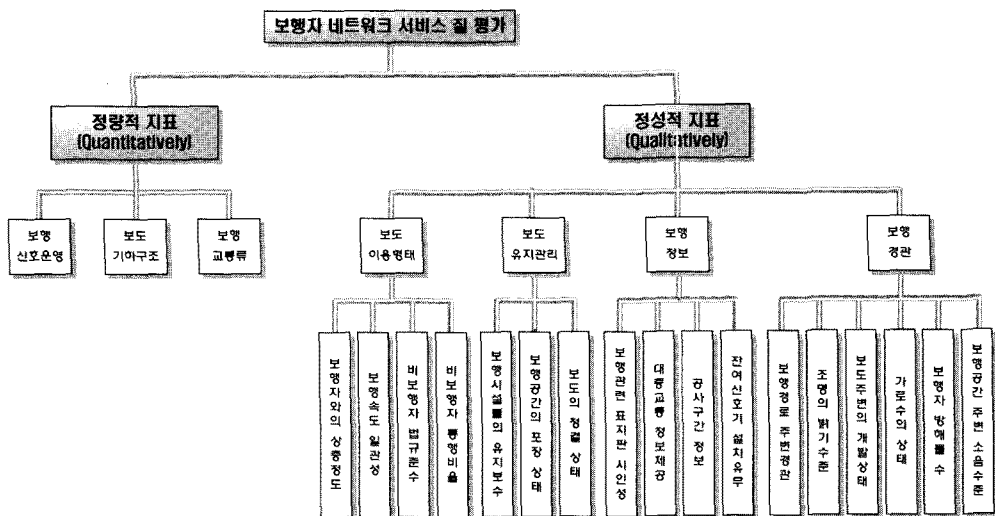 보행자 네트워크 서비스 질 평가
정량적 지표
(Quantitatively)
정성적 지표
(Qualitatively)
보행
신호운영
보도
기하구조
보행
교통류
보도
이용형태
보도
유지관리
보행
정보
보행
경관
보행자와의 상충정도
보행속도 일관성
비보행자 법규준수
비보행자 통행비율
보행시설물의 유지보수
보행공간의 포장 상태
보도의 청결 상태
보행관련 표지판 시인성
대중교통 정보제공
공사구간 정보
잔여신호기 설치유무
보행경로 주변경관
조명의 밝기수준
보도주변의 개발상태
가로수의 상태
보행자 방해물 수
보행공간 주변 소음수준